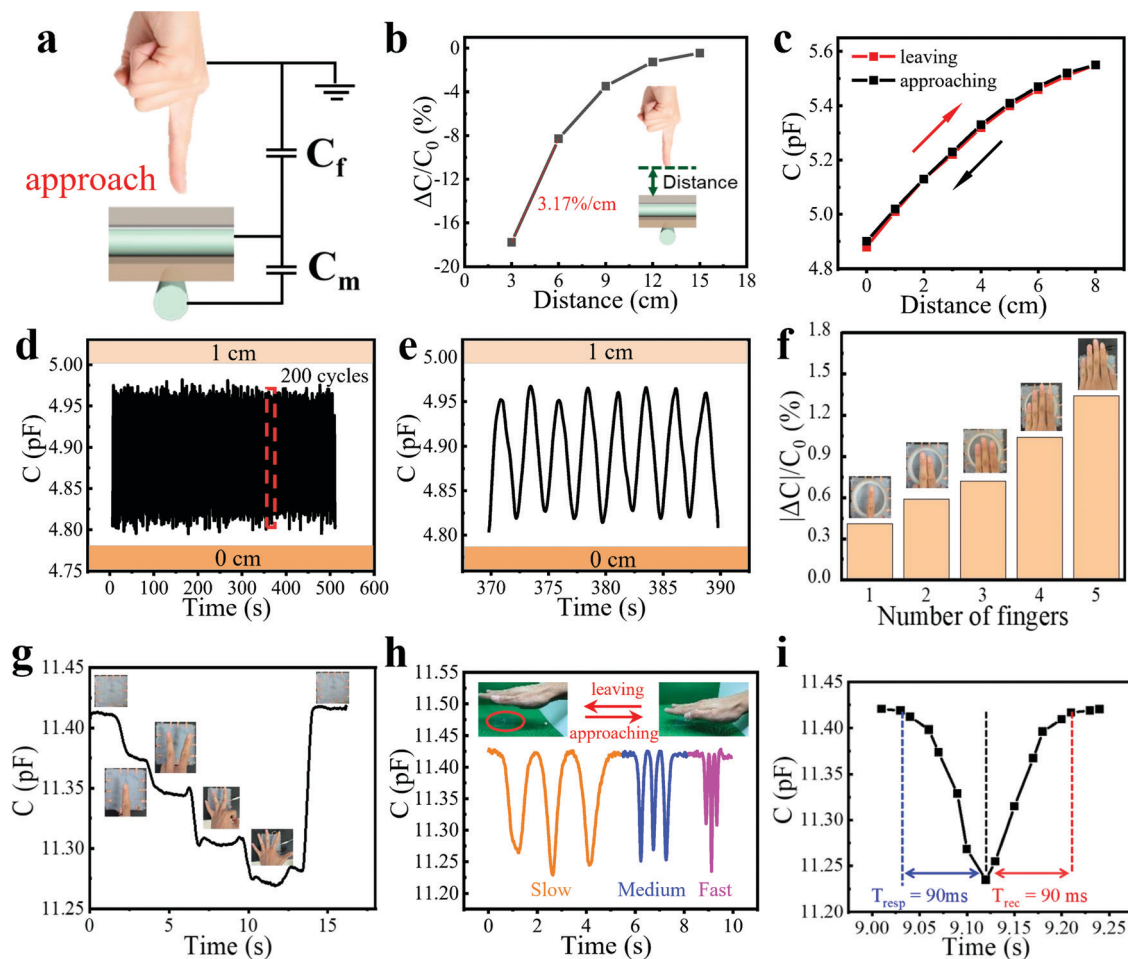 a
approach
C_f
C_m
b
ΔC/C₀ (%)
0
-4
-8
-12
-16
-20
3.17%/cm
Distance
3 6 9 12 15 18
Distance (cm)
c
C (pF)
5.6
5.4
5.2
5.0
4.8
leaving
approaching
0 2 4 6 8
Distance (cm)
d
C (pF)
5.00
4.95
4.90
4.85
4.80
4.75
1 cm
200 cycles
0 cm
0 100 200 300 400 500 600
Time (s)
e
C (pF)
5.00
4.95
4.90
4.85
4.80
1 cm
0 cm
370 375 380 385 390
Time (s)
f
|ΔC|/C₀ (%)
1.8
1.5
1.2
0.9
0.6
0.3
0.0
1 2 3 4 5
Number of fingers
g
C (pF)
11.45
11.40
11.35
11.30
11.25
0 5 10 15
Time (s)
h
C (pF)
11.55
11.50
11.45
11.40
11.35
11.30
11.25
11.20
leaving
approaching
Slow Medium Fast
0 2 4 6 8 10
Time (s)
i
C (pF)
11.45
11.40
11.35
11.30
11.25
11.20
T_resp = 90ms T_rec = 90 ms
9.00 9.05 9.10 9.15 9.20 9.25
Time (s)